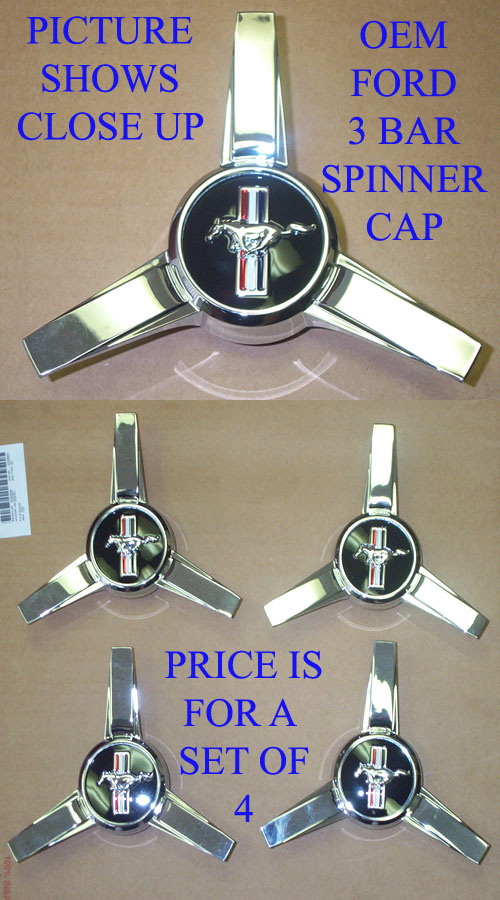 PICTURE
SHOWS
CLOSE UP
OEM
FORD
3 BAR
SPINNER
CAP
PRICE IS
FOR A
SET OF
4